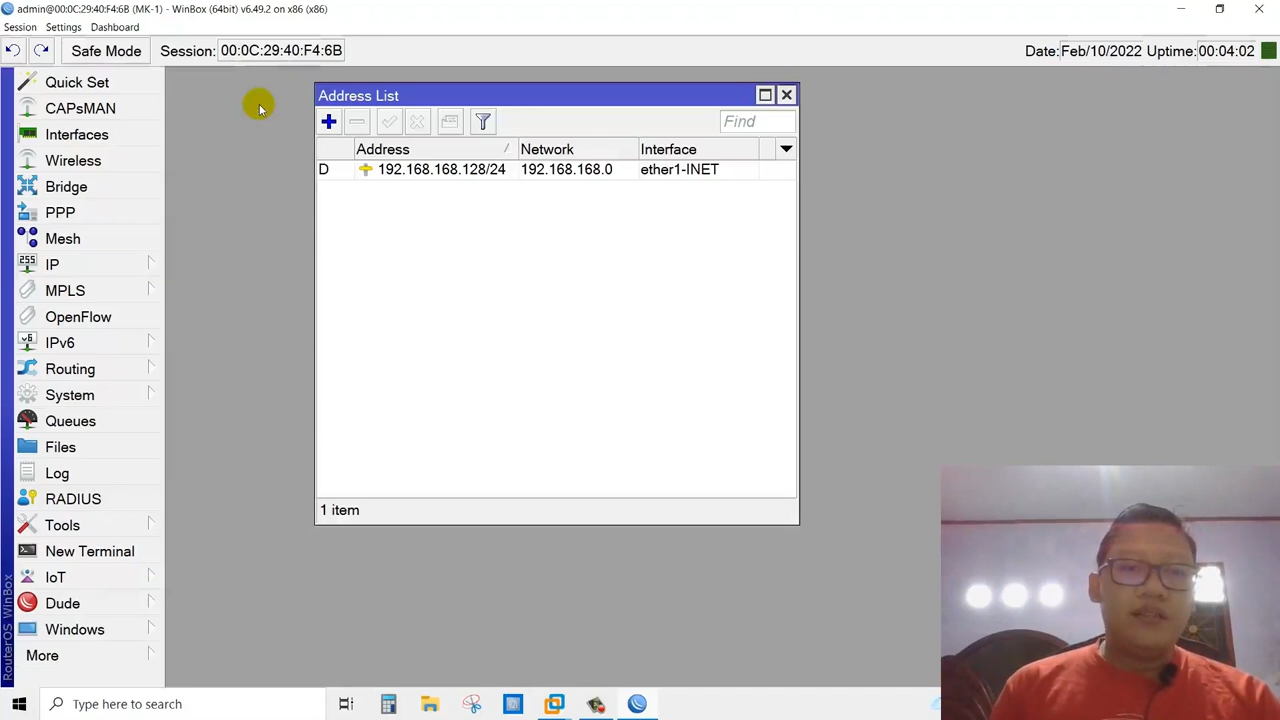 admin@00:0C:29:40:F4:6B (MK-1) - WinBox (64bit) v6.49.2 on x86 (x86)
Session Settings Dashboard
Safe Mode Session: 00:0C:29:40:F4:6B Date: Feb/10/2022 Uptime: 00:04:02
Quick Set
CAPsMAN
Interfaces
Wireless
Bridge
PPP
Mesh
255
IP
MPLS
OpenFlow
v6
IPv6
Routing
System
Queues
Files
Log
RADIUS
Tools
New Terminal
IoT
Dude
Windows
More
RouterOS WinBox
Address List
Find
Address Network Interface
D 192.168.168.128/24 192.168.168.0 ether1-INET
1 item
Type here to search